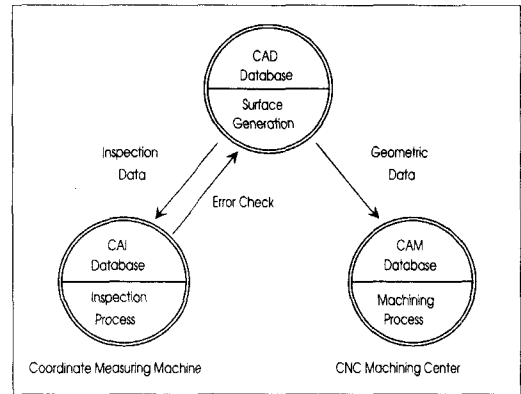 CAD
Database
Surface
Generation
Inspection
Data
Geometric
Data
Error Check
CAI
Database
Inspection
Process
CAM
Database
Machining
Process
Coordinate Measuring Machine
CNC Machining Center